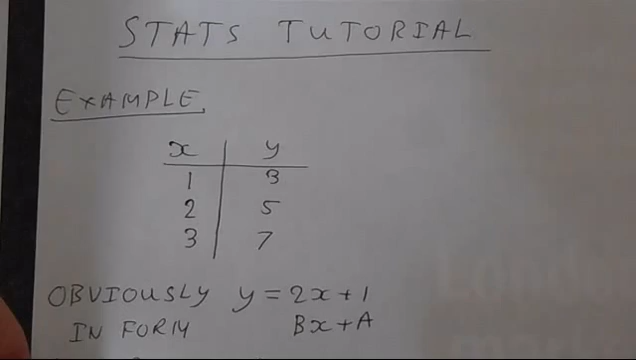 STATS TUTORIAL
EXAMPLE
x y
1 3
2 5
3 7
OBVIOUSLY y = 2x + 1
IN FORM Bx + A